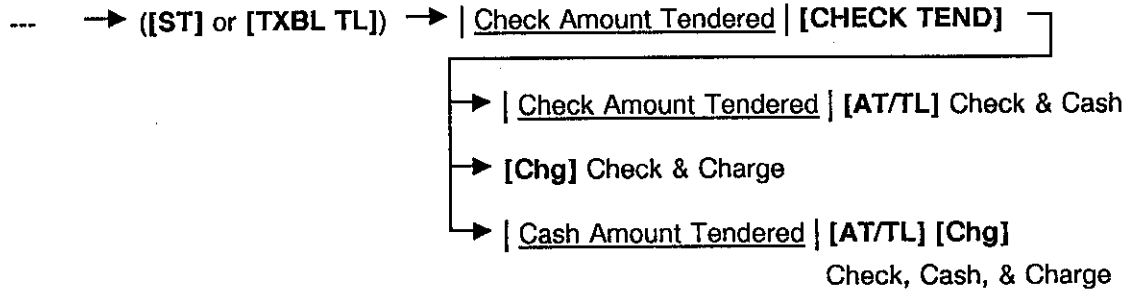 --- ([ST] or [TXBL TL]) | Check Amount Tendered | [CHECK TEND]
| Check Amount Tendered | [AT/TL] Check & Cash
[Chg] Check & Charge
| Cash Amount Tendered | [AT/TL] [Chg]
Check, Cash, & Charge